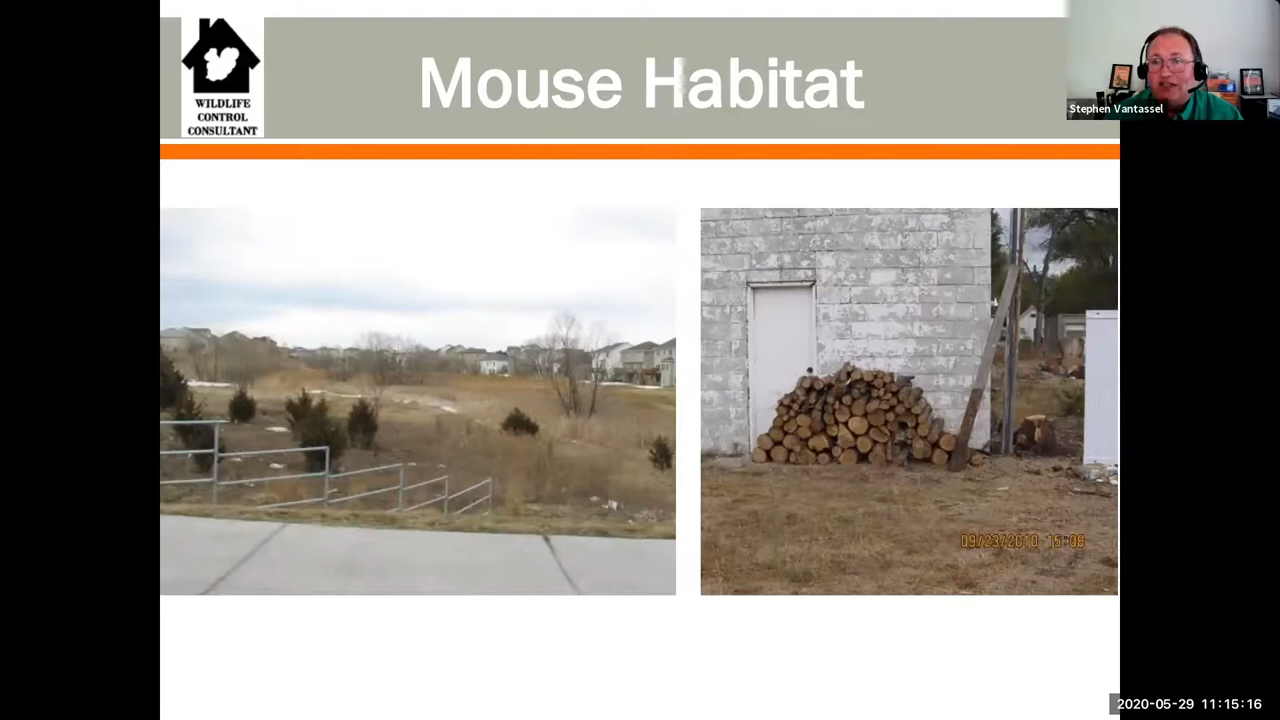 Mouse Habitat
WILDLIFE
CONTROL
CONSULTANT
Stephen Vantassel
09/23/2010 15:08
2020-05-29 11:15:16